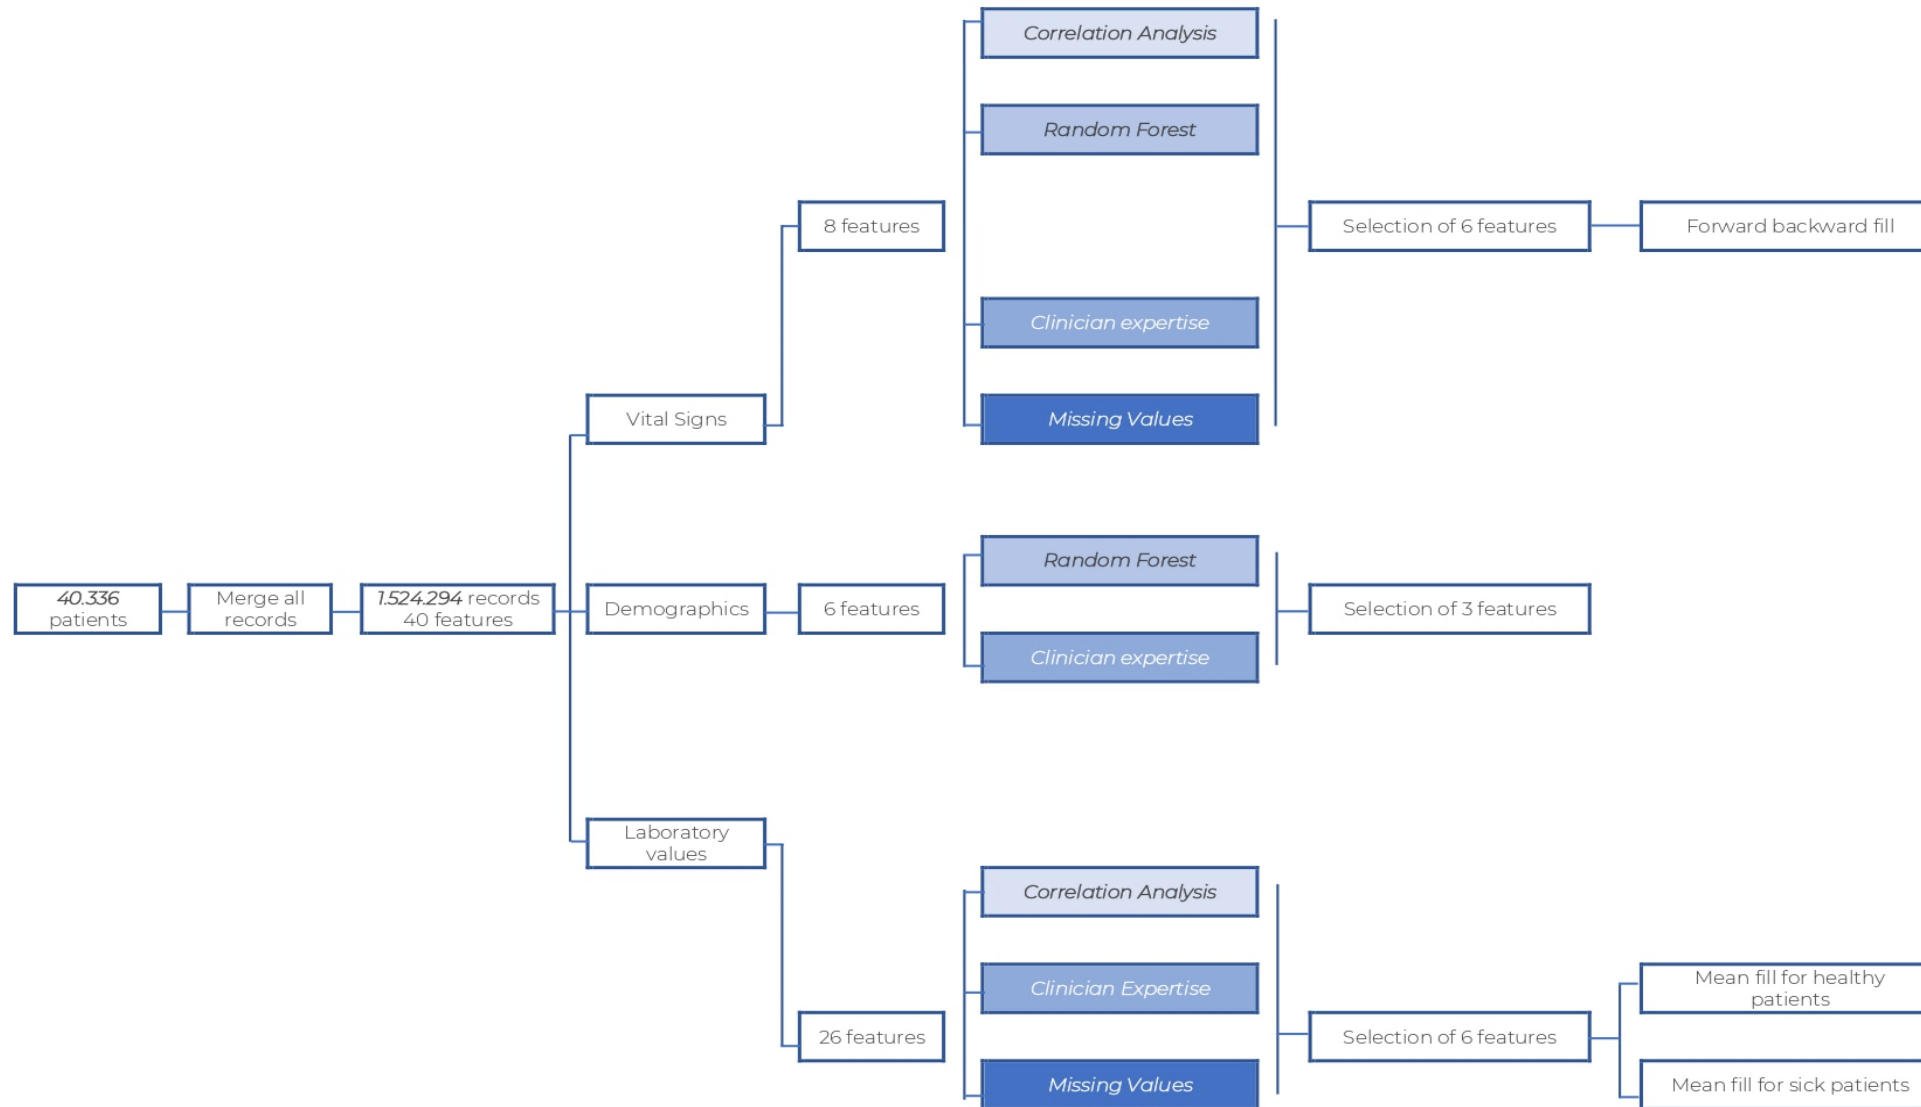 Correlation Analysis
Random Forest
8 features
Selection of 6 features
Forward backward fill
Clinician expertise
Vital Signs
Missing Values
Random Forest
40.336
patients
Merge all
records
1.524.294 records
40 features
Demographics
6 features
Selection of 3 features
Clinician expertise
Laboratory
values
Correlation Analysis
Clinician Expertise
Mean fill for healthy
patients
26 features
Selection of 6 features
Missing Values
Mean fill for sick patients